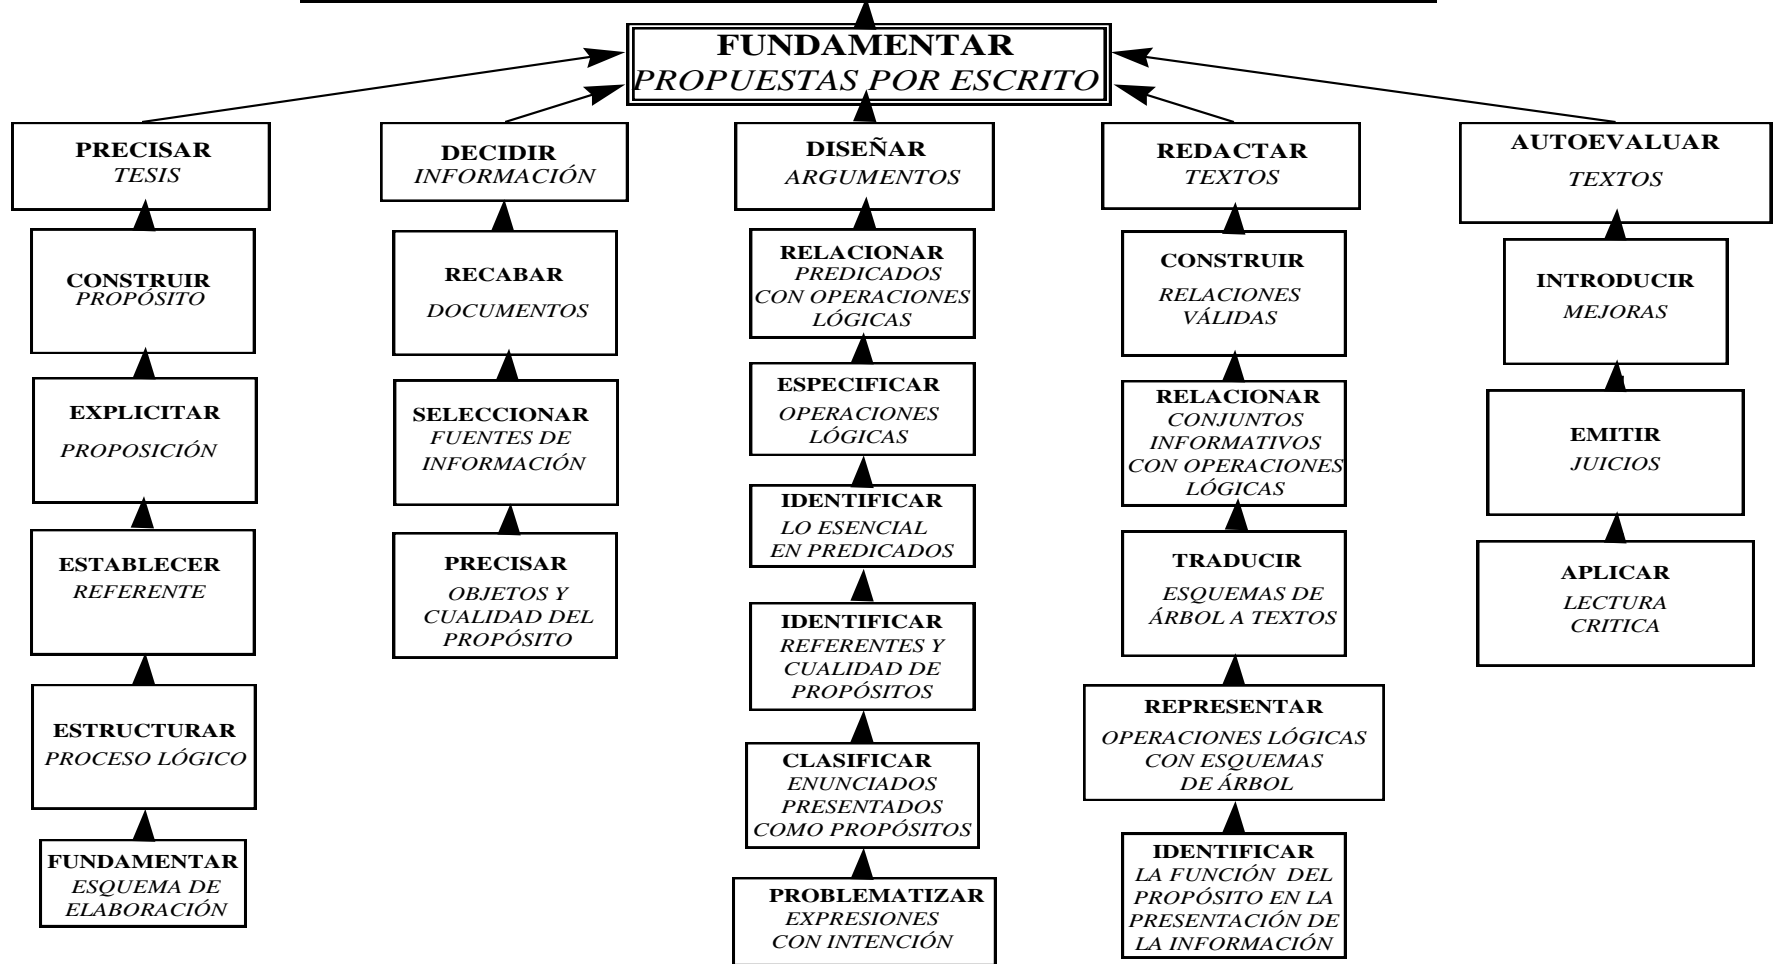 FUNDAMENTAR
PROPUESTAS POR ESCRITO
PRECISAR
TESIS
CONSTRUIR
PROPÓSITO
EXPLICITAR
PROPOSICIÓN
ESTABLECER
REFERENTE
ESTRUCTURAR
PROCESO LÓGICO
FUNDAMENTAR
ESQUEMA DE
ELABORACIÓN
DECIDIR
INFORMACIÓN
RECABAR
DOCUMENTOS
SELECCIONAR
FUENTES DE
INFORMACIÓN
PRECISAR
OBJETOS Y
CUALIDAD DEL
PROPÓSITO
DISEÑAR
ARGUMENTOS
RELACIONAR
PREDICADOS
CON OPERACIONES
LÓGICAS
ESPECIFICAR
OPERACIONES
LÓGICAS
IDENTIFICAR
LO ESENCIAL
EN PREDICADOS
IDENTIFICAR
REFERENTES Y
CUALIDAD DE
PROPÓSITOS
CLASIFICAR
ENUNCIADOS
PRESENTADOS
COMO PROPÓSITOS
PROBLEMATIZAR
EXPRESIONES
CON INTENCIÓN
REDACTAR
TEXTOS
CONSTRUIR
RELACIONES
VÁLIDAS
RELACIONAR
CONJUNTOS
INFORMATIVOS
CON OPERACIONES
LÓGICAS
TRADUCIR
ESQUEMAS DE
ÁRBOL A TEXTOS
REPRESENTAR
OPERACIONES LÓGICAS
CON ESQUEMAS
DE ÁRBOL
IDENTIFICAR
LA FUNCIÓN DEL
PROPÓSITO EN LA
PRESENTACIÓN DE
LA INFORMACIÓN
AUTOEVALUAR
TEXTOS
INTRODUCIR
MEJORAS
EMITIR
JUICIOS
APLICAR
LECTURA
CRITICA